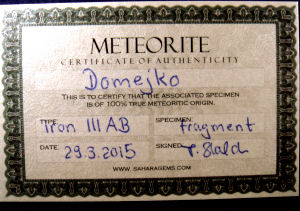 METEORITE
CERTIFICATE OF AUTHENTICITY
Domejko
THIS IS TO CERTIFY THAT THE ASSOCIATED SPECIMEN
IS OF 100% TRUE METEORITIC ORIGIN.
TYPE: Iron III AB SPECIMEN: fragment
DATE 29.3.2015 SIGNED
WWW.SAHARAGEMS.COM